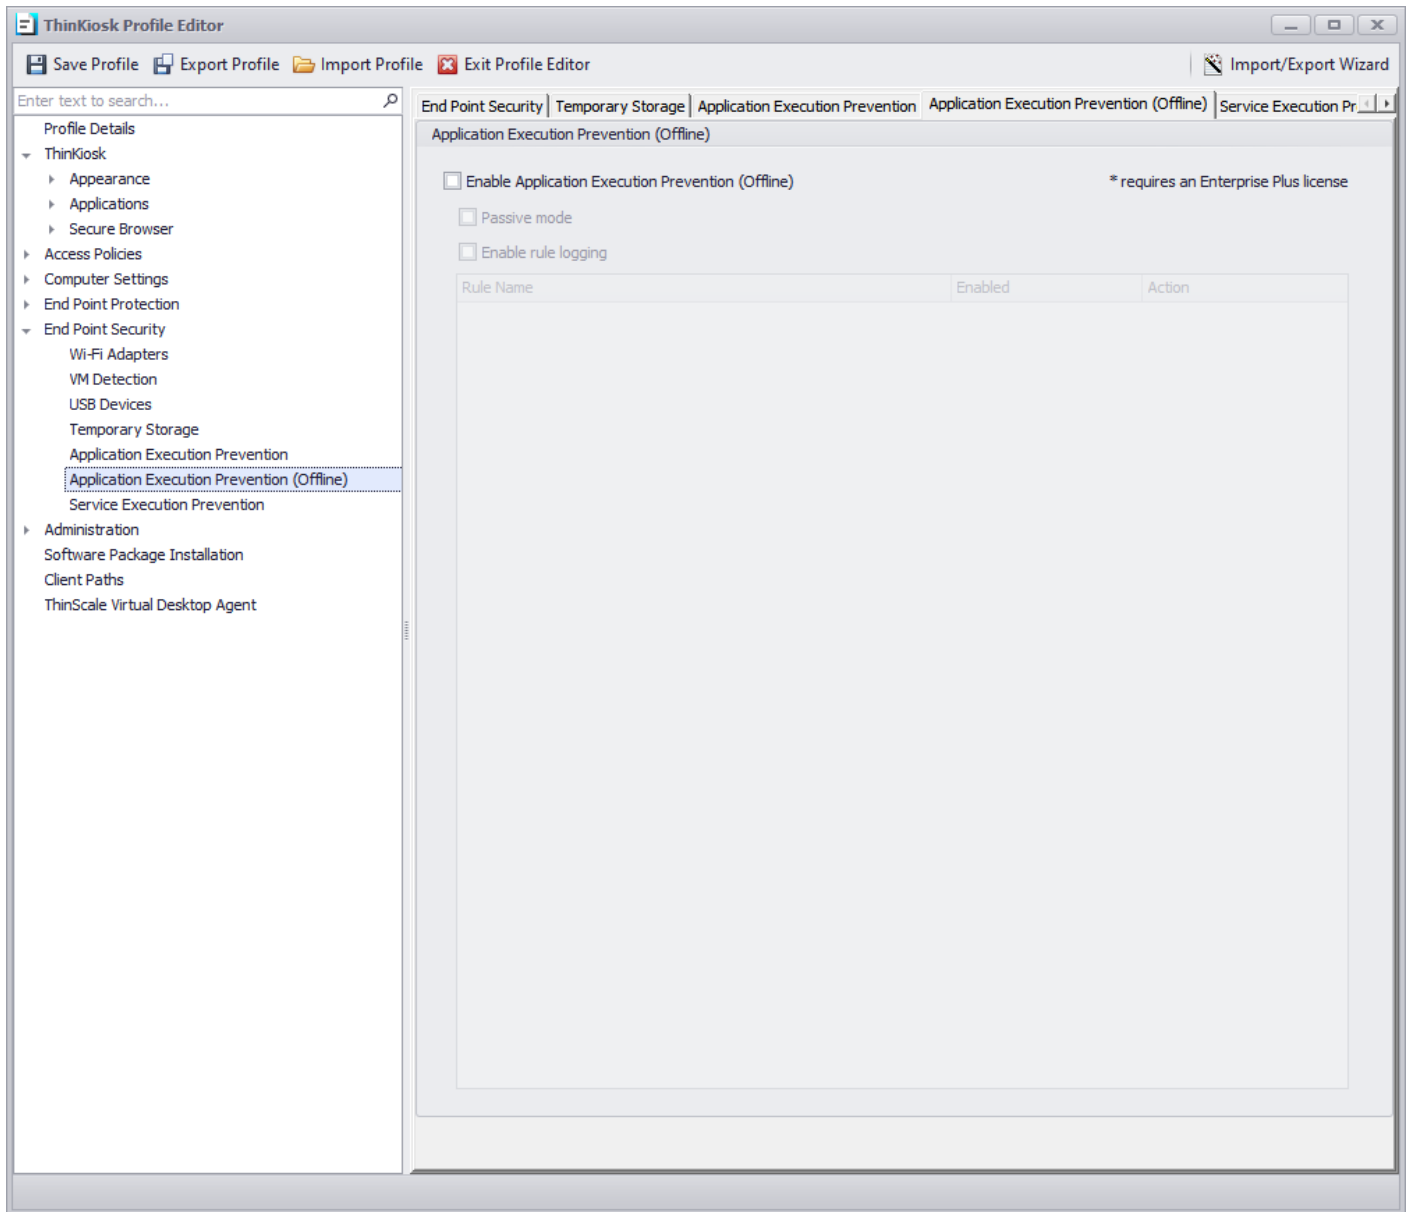 ThinKiosk Profile Editor
Save Profile Export Profile Import Profile Exit Profile Editor Import/Export Wizard
Enter text to search...
Profile Details
ThinKiosk
Appearance
Applications
Secure Browser
Access Policies
Computer Settings
End Point Protection
End Point Security
Wi-Fi Adapters
VM Detection
USB Devices
Temporary Storage
Application Execution Prevention
Application Execution Prevention (Offline)
Service Execution Prevention
Administration
Software Package Installation
Client Paths
ThinScale Virtual Desktop Agent
End Point Security Temporary Storage Application Execution Prevention Application Execution Prevention (Offline) Service Execution Pr
Application Execution Prevention (Offline)
Enable Application Execution Prevention (Offline) * requires an Enterprise Plus license
Passive mode
Enable rule logging
Rule Name Enabled Action